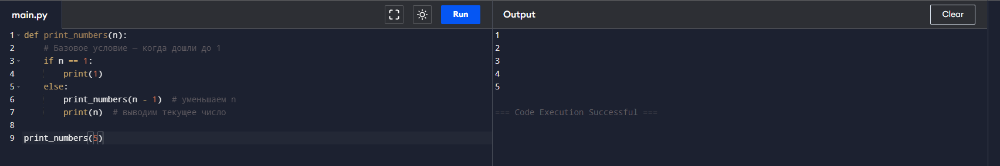 main.py
Run
Output
Clear
1 def print_numbers(n):
2     # Базовое условие — когда дошли до 1
3     if n == 1:
4         print(1)
5     else:
6         print_numbers(n - 1)  # уменьшаем n
7         print(n)  # выводим текущее число
8
9 print_numbers(5)
1
2
3
4
5
=== Code Execution Successful ===